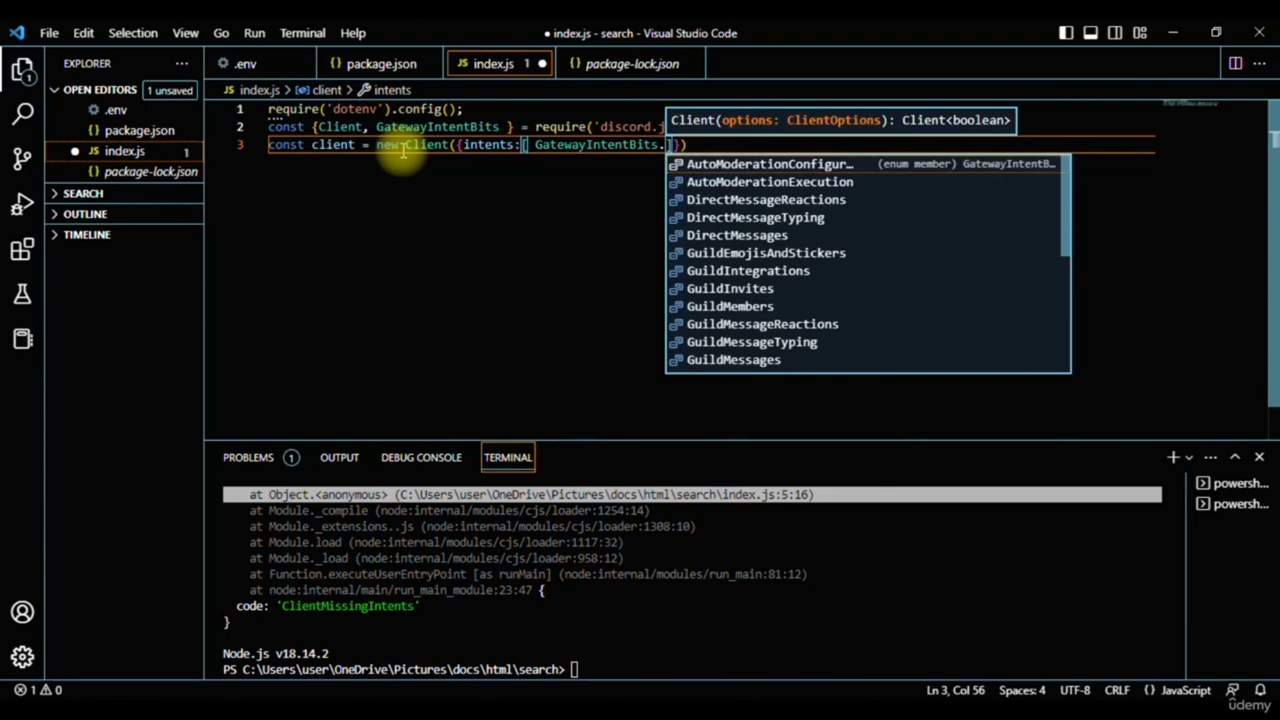 File Edit Selection View Go Run Terminal Help
● index.js - search - Visual Studio Code
EXPLORER
OPEN EDITORS 1 unsaved
.env
{} package.json
● JS index.js 1
{} package-lock.json
SEARCH
OUTLINE
TIMELINE
1
.env {} package.json JS index.js 1 ● {} package-lock.json
JS index.js > client > intents
1 require('dotenv').config();
2 const {Client, GatewayIntentBits } = require('discord.j
3 const client = new Client({intents:[ GatewayIntentBits.]})
Client(options: ClientOptions): Client<boolean>
AutoModerationConfigur… (enum member) GatewayIntentB…
AutoModerationExecution
DirectMessageReactions
DirectMessageTyping
DirectMessages
GuildEmojisAndStickers
GuildIntegrations
GuildInvites
GuildMembers
GuildMessageReactions
GuildMessageTyping
GuildMessages
PROBLEMS 1 OUTPUT DEBUG CONSOLE TERMINAL
at Object.<anonymous> (C:\Users\user\OneDrive\Pictures\docs\html\search\index.js:5:16)
at Module._compile (node:internal/modules/cjs/loader:1254:14)
at Module._extensions..js (node:internal/modules/cjs/loader:1308:10)
at Module.load (node:internal/modules/cjs/loader:1117:32)
at Module._load (node:internal/modules/cjs/loader:958:12)
at Function.executeUserEntryPoint [as runMain] (node:internal/modules/run_main:81:12)
at node:internal/main/run_main_module:23:47 {
code: 'ClientMissingIntents'
}
Node.js v18.14.2
PS C:\Users\user\OneDrive\Pictures\docs\html\search>
powersh...
powersh...
1 0
Ln 3, Col 56 Spaces: 4 UTF-8 CRLF {} JavaScript
ûdemy